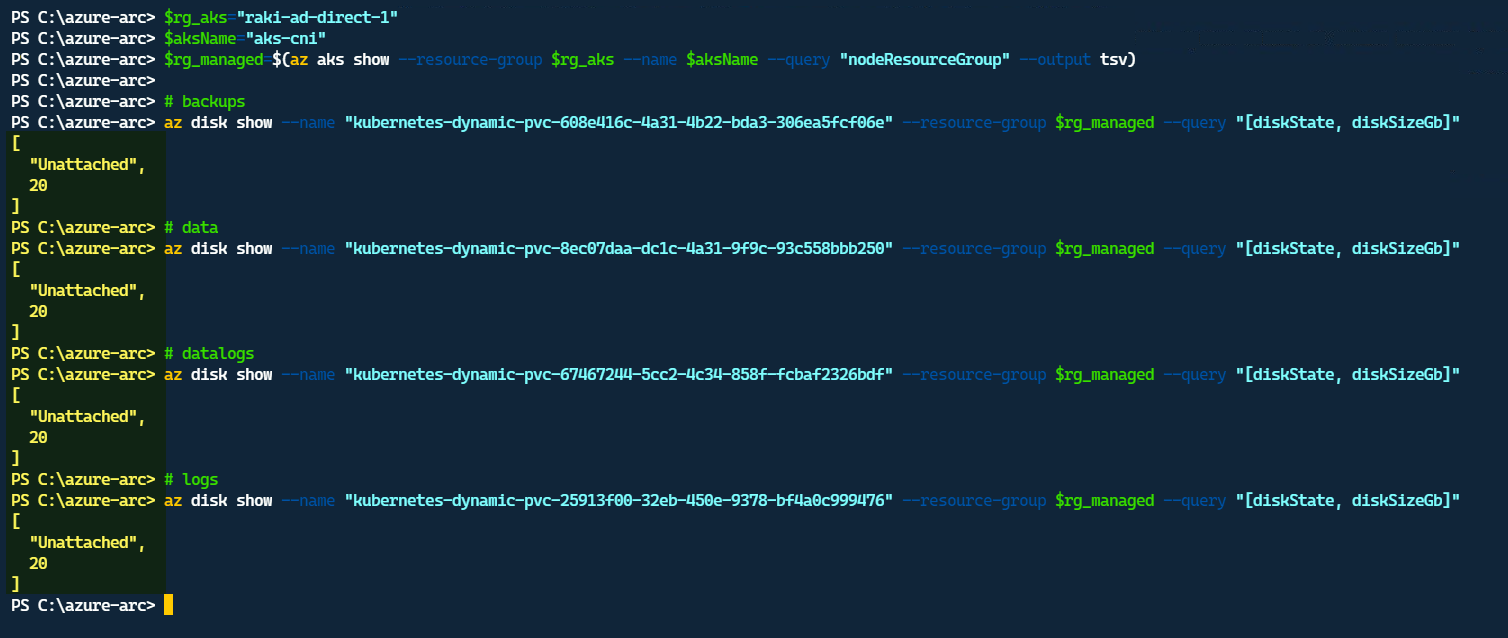 PS C:\azure-arc> $rg_aks="raki-ad-direct-1"
PS C:\azure-arc> $aksName="aks-cni"
PS C:\azure-arc> $rg_managed=$(az aks show --resource-group $rg_aks --name $aksName --query "nodeResourceGroup" --output tsv)
PS C:\azure-arc>
PS C:\azure-arc> # backups
PS C:\azure-arc> az disk show --name "kubernetes-dynamic-pvc-608e416c-4a31-4b22-bda3-306ea5fcf06e" --resource-group $rg_managed --query "[diskState, diskSizeGb]"
[
  "Unattached",
  20
]
PS C:\azure-arc> # data
PS C:\azure-arc> az disk show --name "kubernetes-dynamic-pvc-8ec07daa-dc1c-4a31-9f9c-93c558bbb250" --resource-group $rg_managed --query "[diskState, diskSizeGb]"
[
  "Unattached",
  20
]
PS C:\azure-arc> # datalogs
PS C:\azure-arc> az disk show --name "kubernetes-dynamic-pvc-67467244-5cc2-4c34-858f-fcbaf2326bdf" --resource-group $rg_managed --query "[diskState, diskSizeGb]"
[
  "Unattached",
  20
]
PS C:\azure-arc> # logs
PS C:\azure-arc> az disk show --name "kubernetes-dynamic-pvc-25913f00-32eb-450e-9378-bf4a0c999476" --resource-group $rg_managed --query "[diskState, diskSizeGb]"
[
  "Unattached",
  20
]
PS C:\azure-arc>